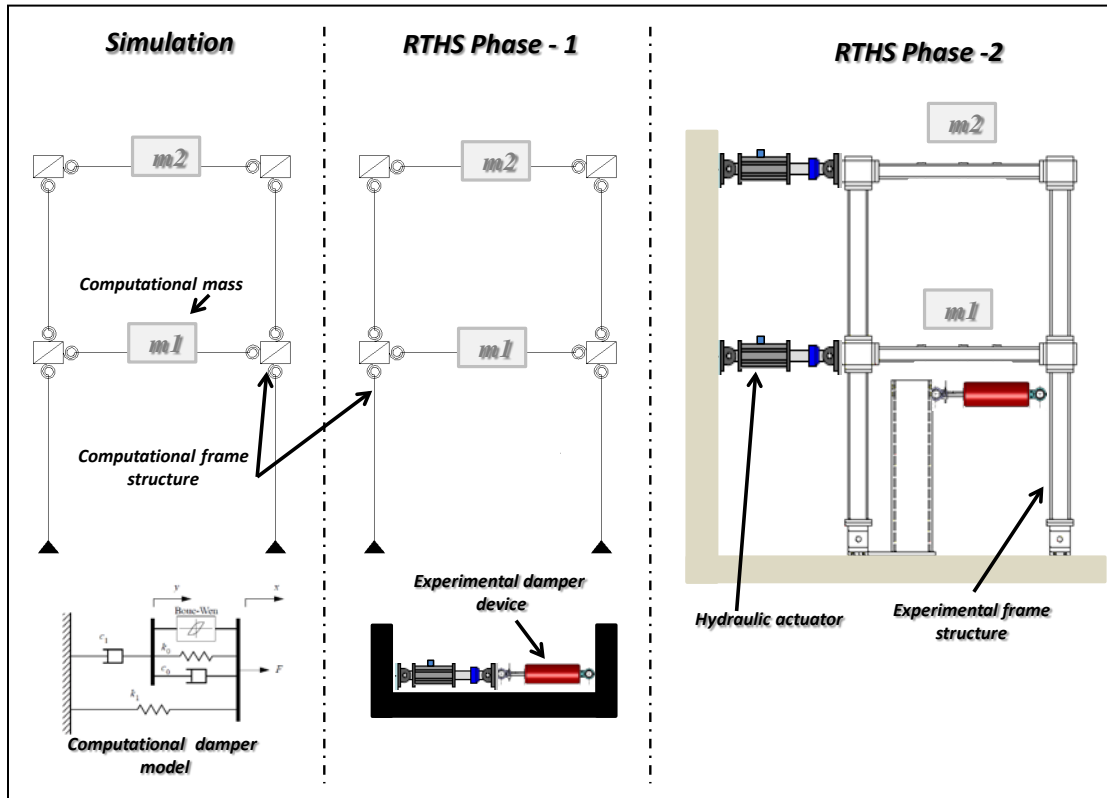 Simulation
RTHS Phase - 1
RTHS Phase -2
m2
m2
m2
Computational mass
m1
m1
m1
Computational frame
structure
Experimental damper
device
Hydraulic actuator
Experimental frame
structure
y
x
Bouc-Wen
c1
k0
c0
F
k1
Computational damper
model